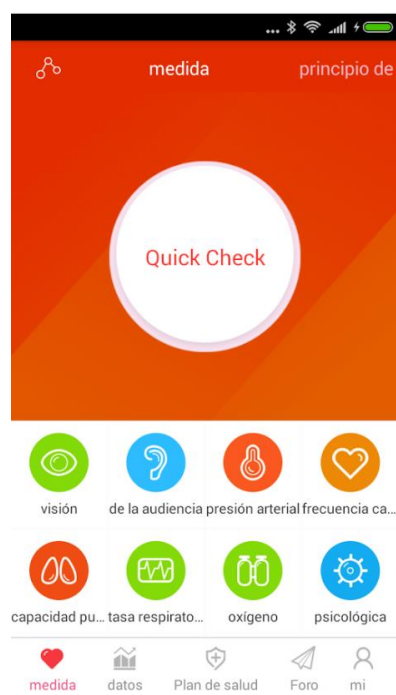 ...
medida principio de
Quick Check
visión de la audiencia presión arterial frecuencia ca...
capacidad pu... tasa respirato... oxígeno psicológica
medida datos Plan de salud Foro mi